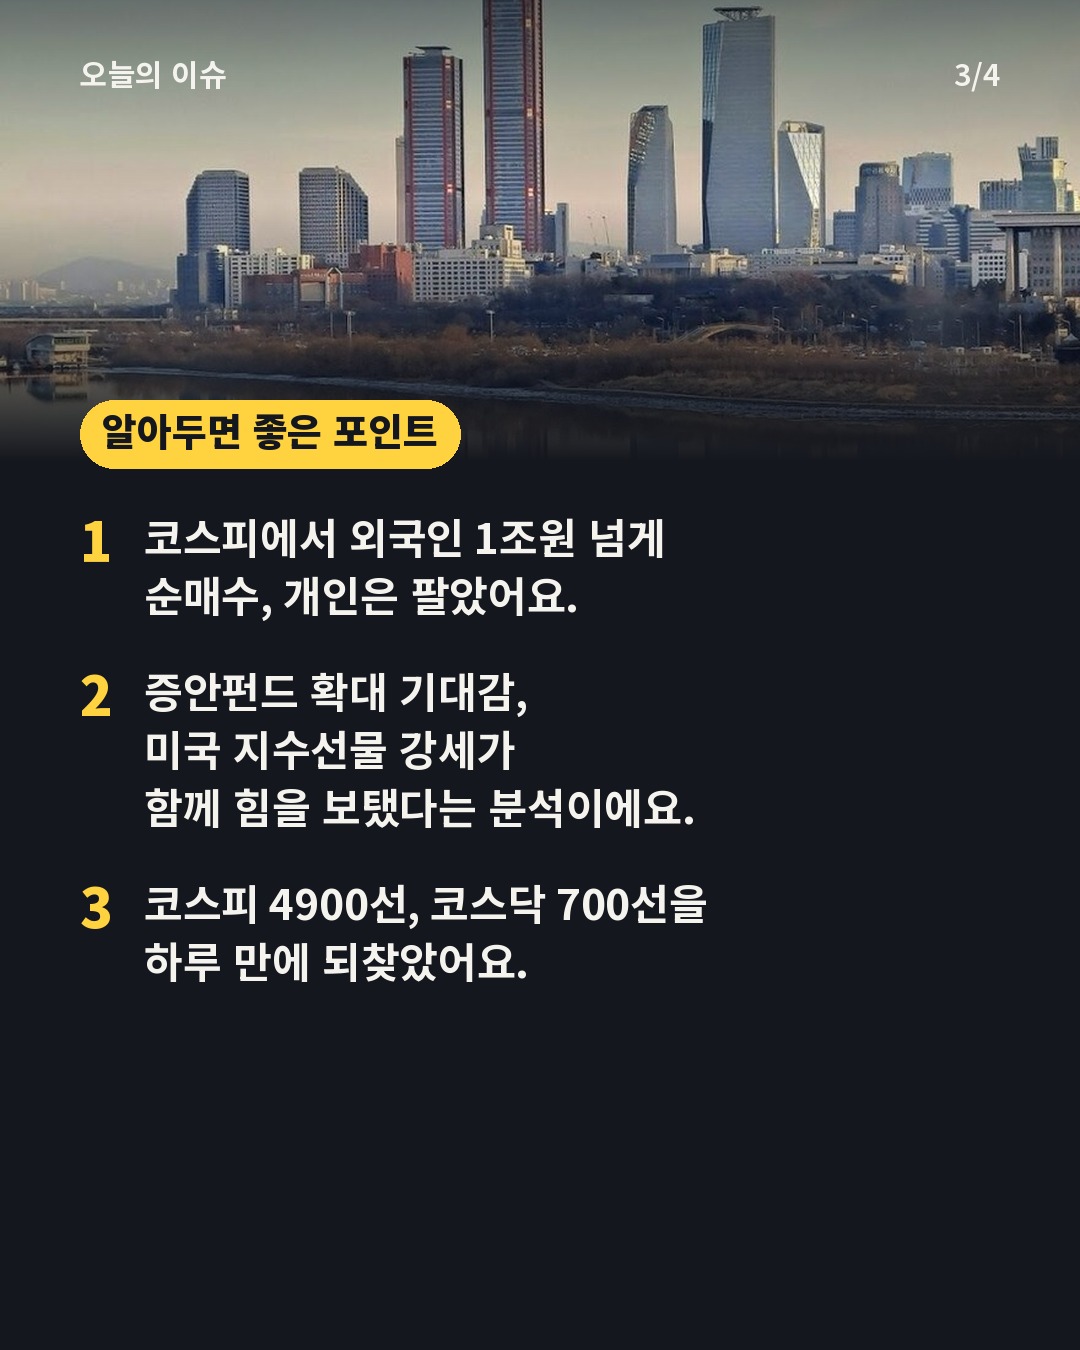 오늘의 이슈
3/4
알아두면 좋은 포인트
1 코스피에서 외국인 1조원 넘게
순매수, 개인은 팔았어요.
2 증안펀드 확대 기대감,
미국 지수선물 강세가
함께 힘을 보탰다는 분석이에요.
3 코스피 4900선, 코스닥 700선을
하루 만에 되찾았어요.